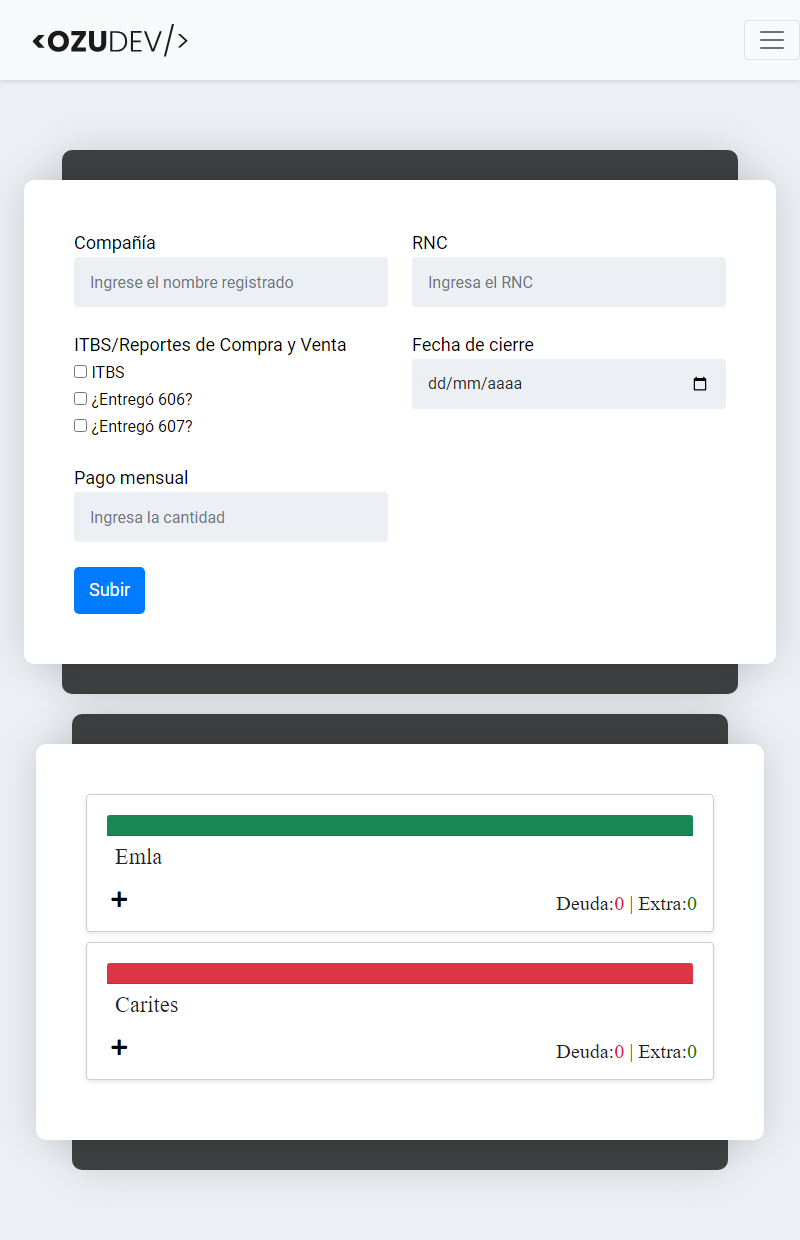 <OZUDEV/>
Compañía
RNC
Ingrese el nombre registrado
Ingresa el RNC
ITBS/Reportes de Compra y Venta
Fecha de cierre
ITBS
dd/mm/aaaa
¿Entregó 606?
¿Entregó 607?
Pago mensual
Ingresa la cantidad
Subir
Emla
+
Deuda:0 | Extra:0
Carites
+
Deuda:0 | Extra:0